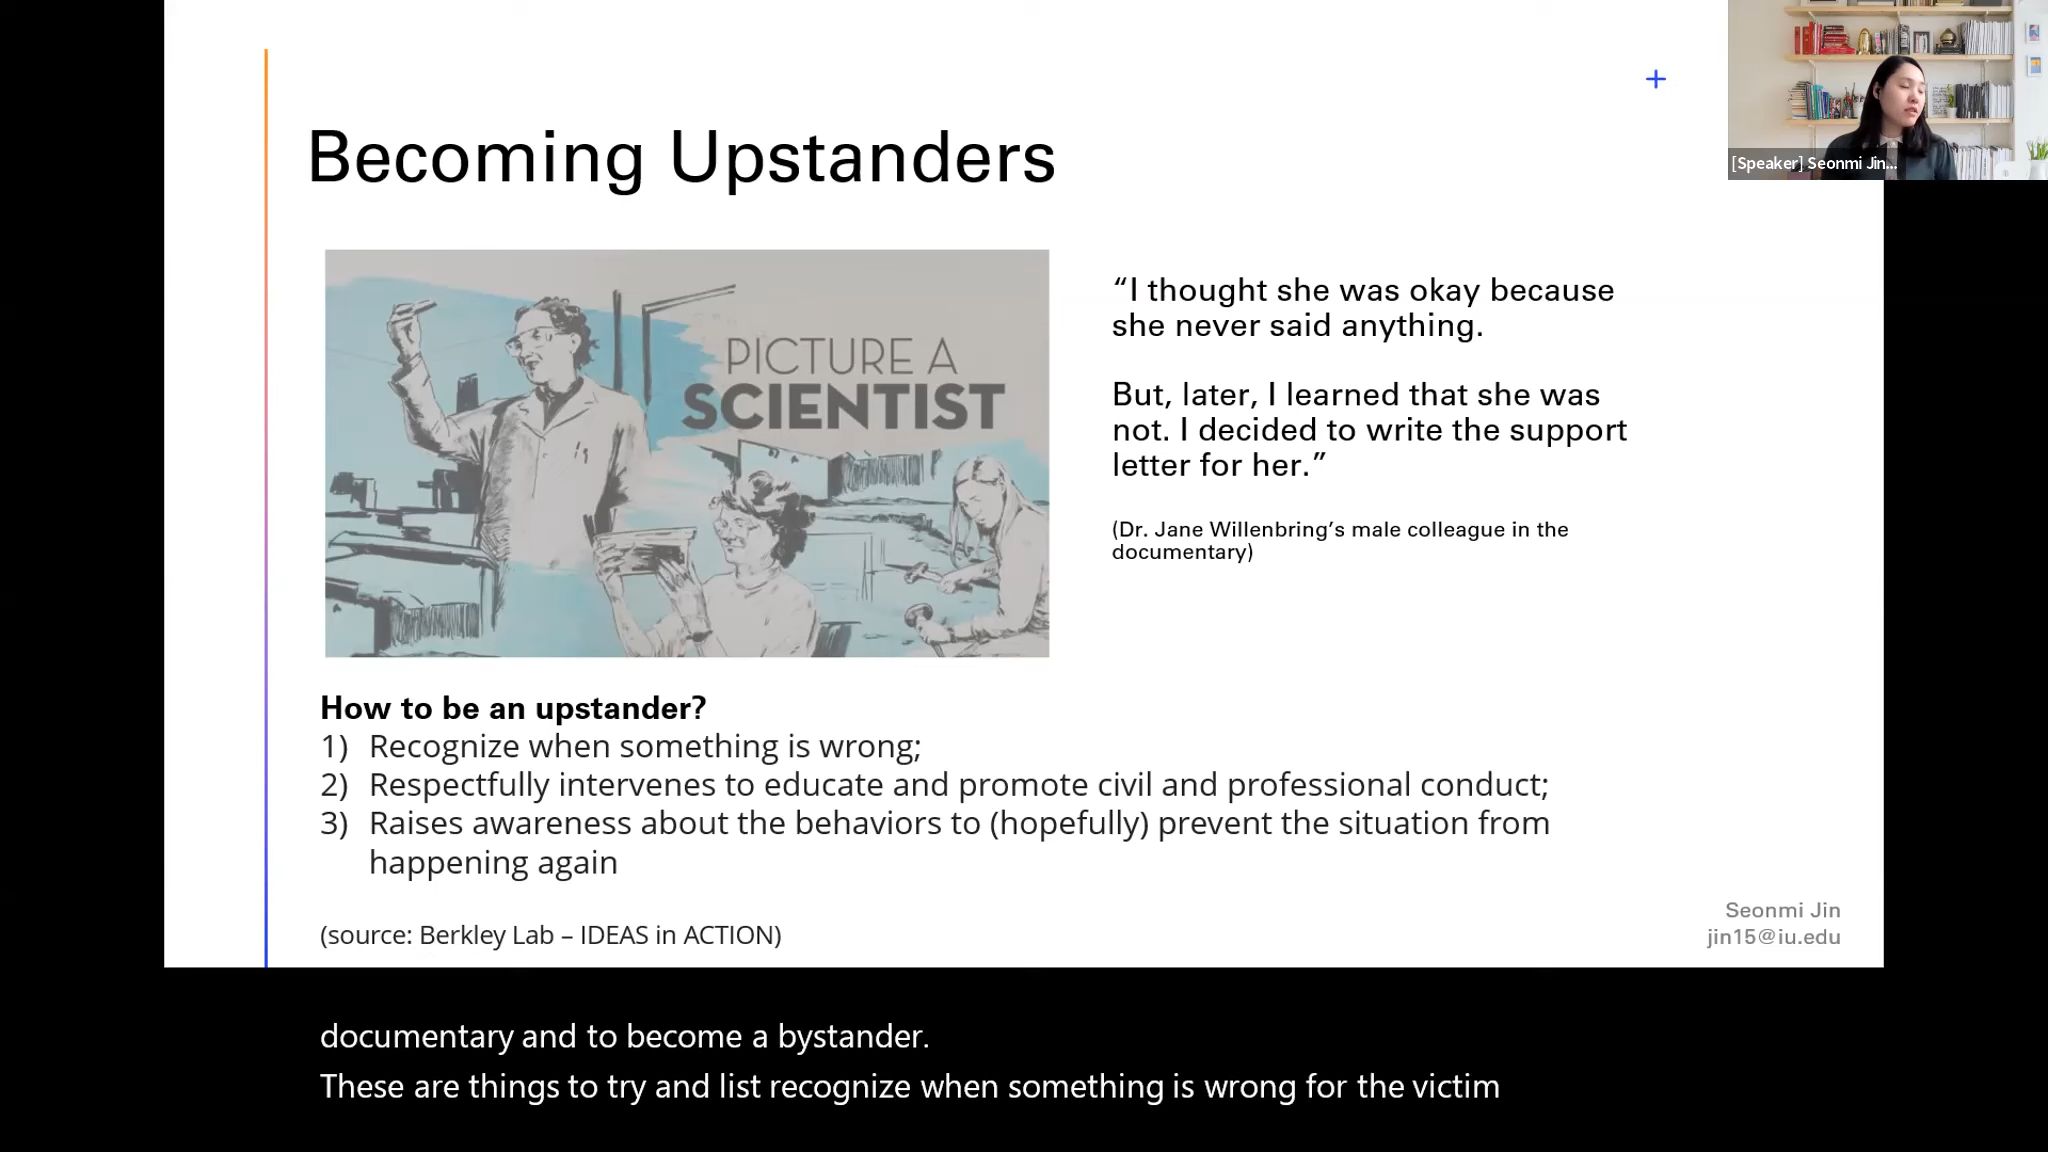 [Speaker] Seonmi Jin...
Becoming Upstanders
PICTURE A
SCIENTIST
“I thought she was okay because
she never said anything.
But, later, I learned that she was
not. I decided to write the support
letter for her.”
(Dr. Jane Willenbring’s male colleague in the
documentary)
How to be an upstander?
1) Recognize when something is wrong;
2) Respectfully intervenes to educate and promote civil and professional conduct;
3) Raises awareness about the behaviors to (hopefully) prevent the situation from
happening again
(source: Berkley Lab – IDEAS in ACTION)
Seonmi Jin
jin15@iu.edu
documentary and to become a bystander.
These are things to try and list recognize when something is wrong for the victim